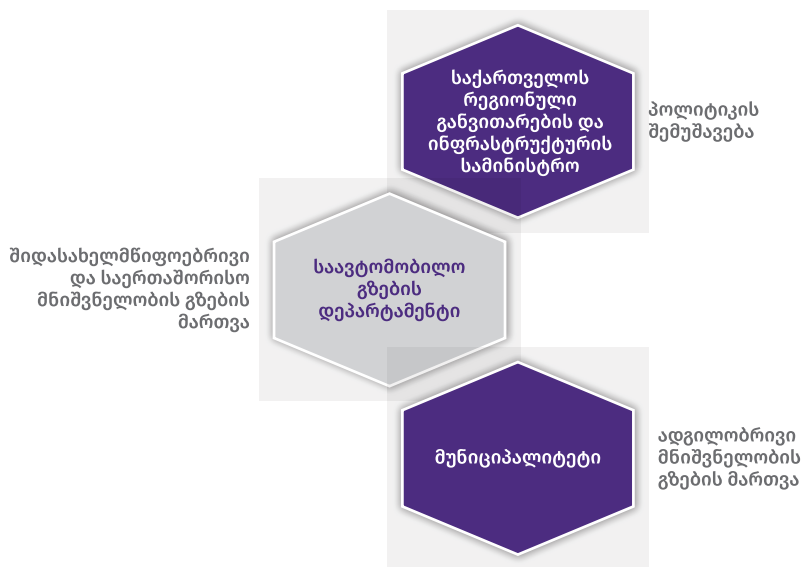 საქართველოს
რეგიონული
განვითარების და
ინფრასტრუქტურის
სამინისტრო
პოლიტიკის
შემუშავება
შიდასახელმწიფოებრივი
და საერთაშორისო
მნიშვნელობის გზების
მართვა
საავტომობილო
გზების
დეპარტამენტი
მუნიციპალიტეტი
ადგილობრივი
მნიშვნელობის
გზების მართვა